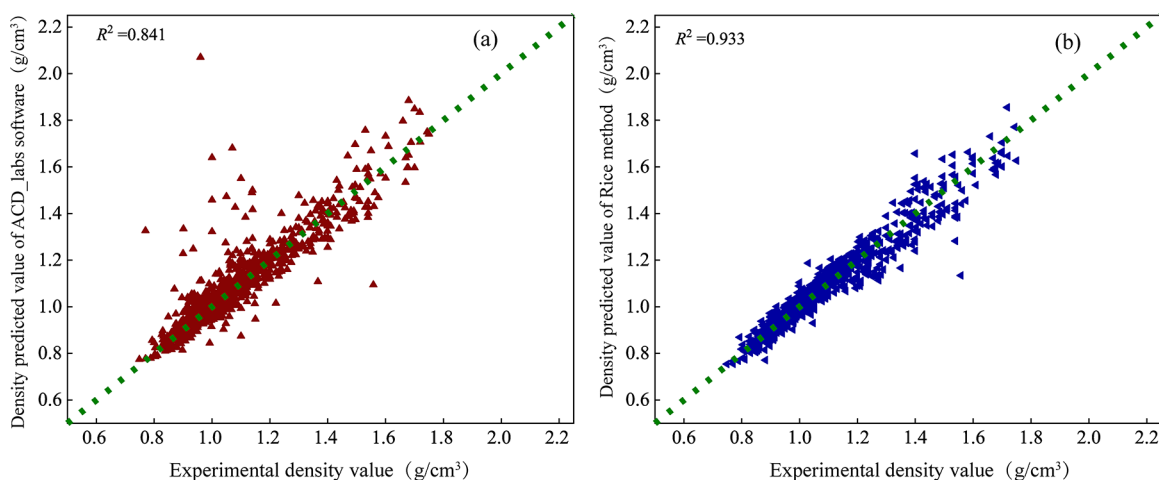 R² =0.841
(a)
Density predicted value of ACD_labs software（g/cm³）
2.2
2.0
1.8
1.6
1.4
1.2
1.0
0.8
0.6
0.6 0.8 1.0 1.2 1.4 1.6 1.8 2.0 2.2
Experimental density value（g/cm³）
R² =0.933
(b)
Density predicted value of Rice method（g/cm³）
2.2
2.0
1.8
1.6
1.4
1.2
1.0
0.8
0.6
0.6 0.8 1.0 1.2 1.4 1.6 1.8 2.0 2.2
Experimental density value（g/cm³）